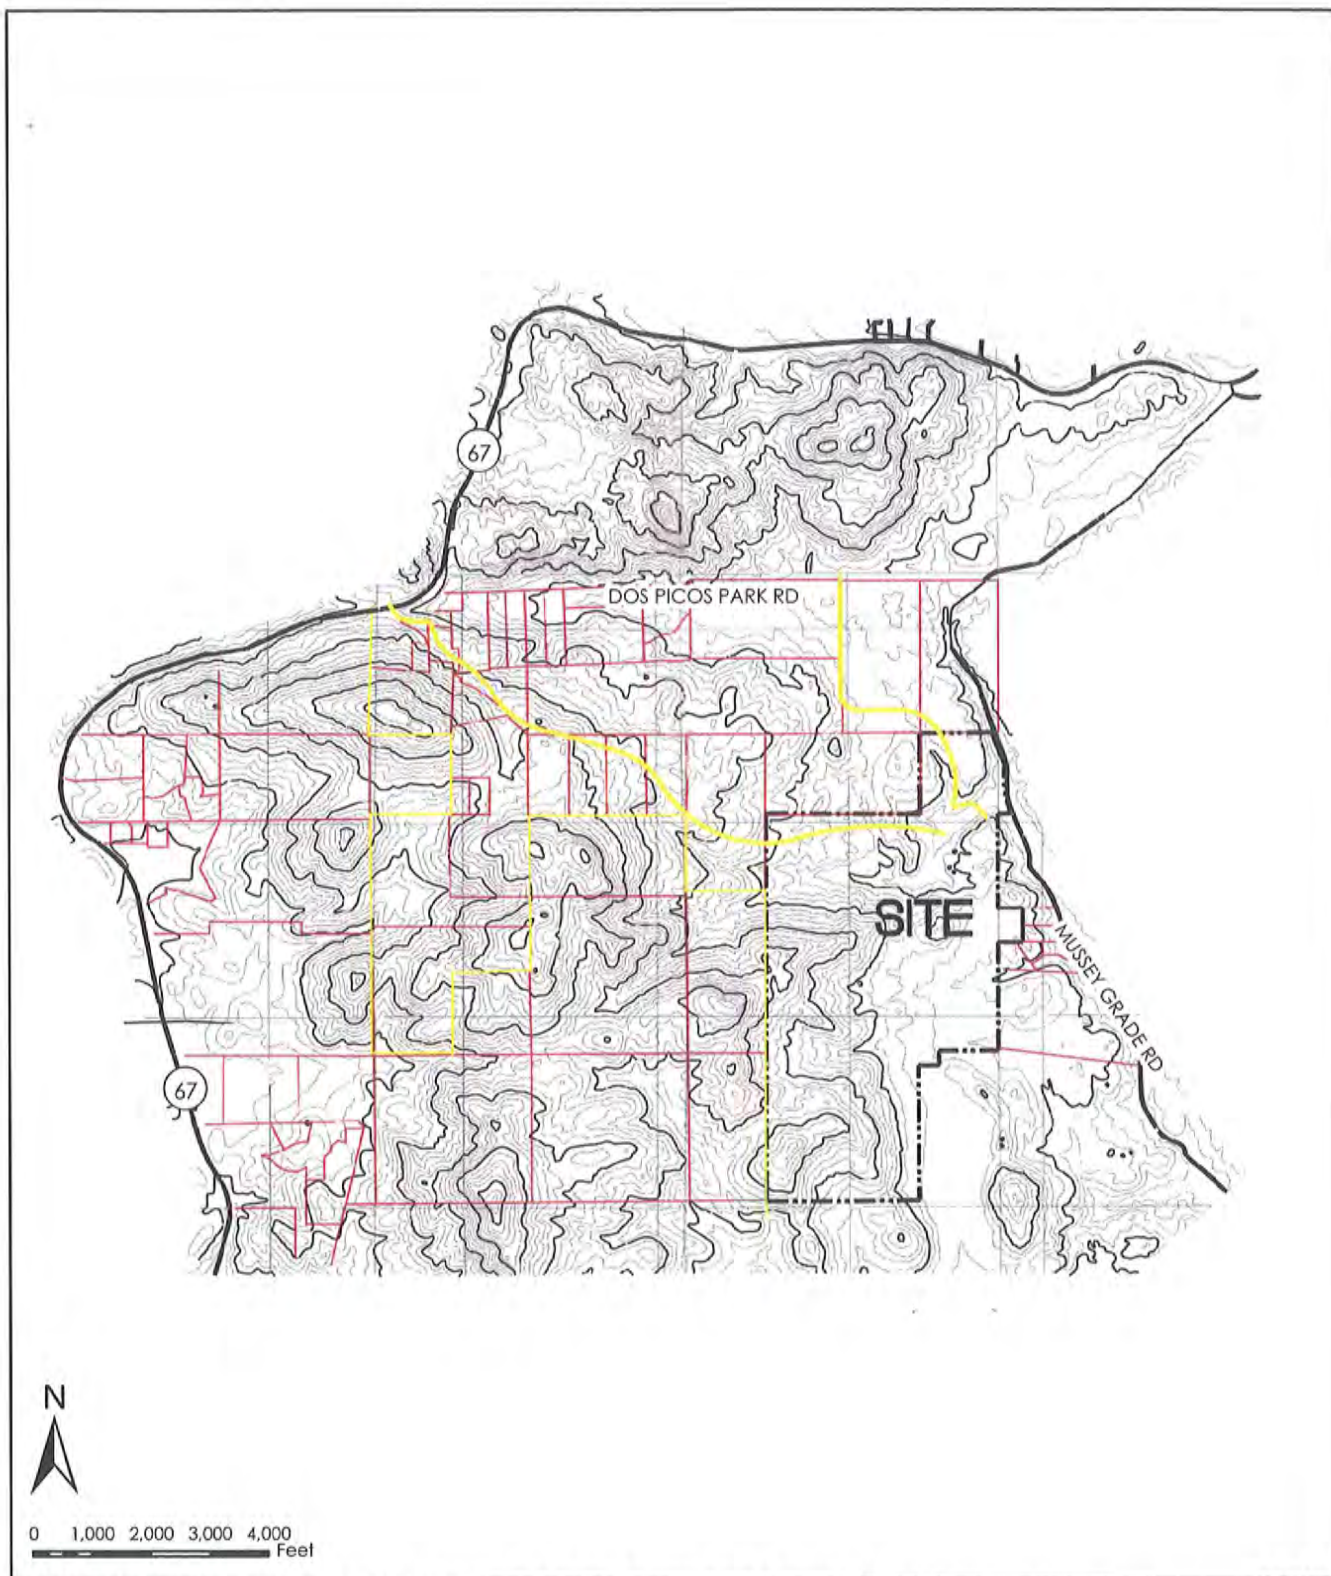 67
DOS PICOS PARK RD
SITE
MUSSEY GRADE RD
67
N
0 1,000 2,000 3,000 4,000
Feet